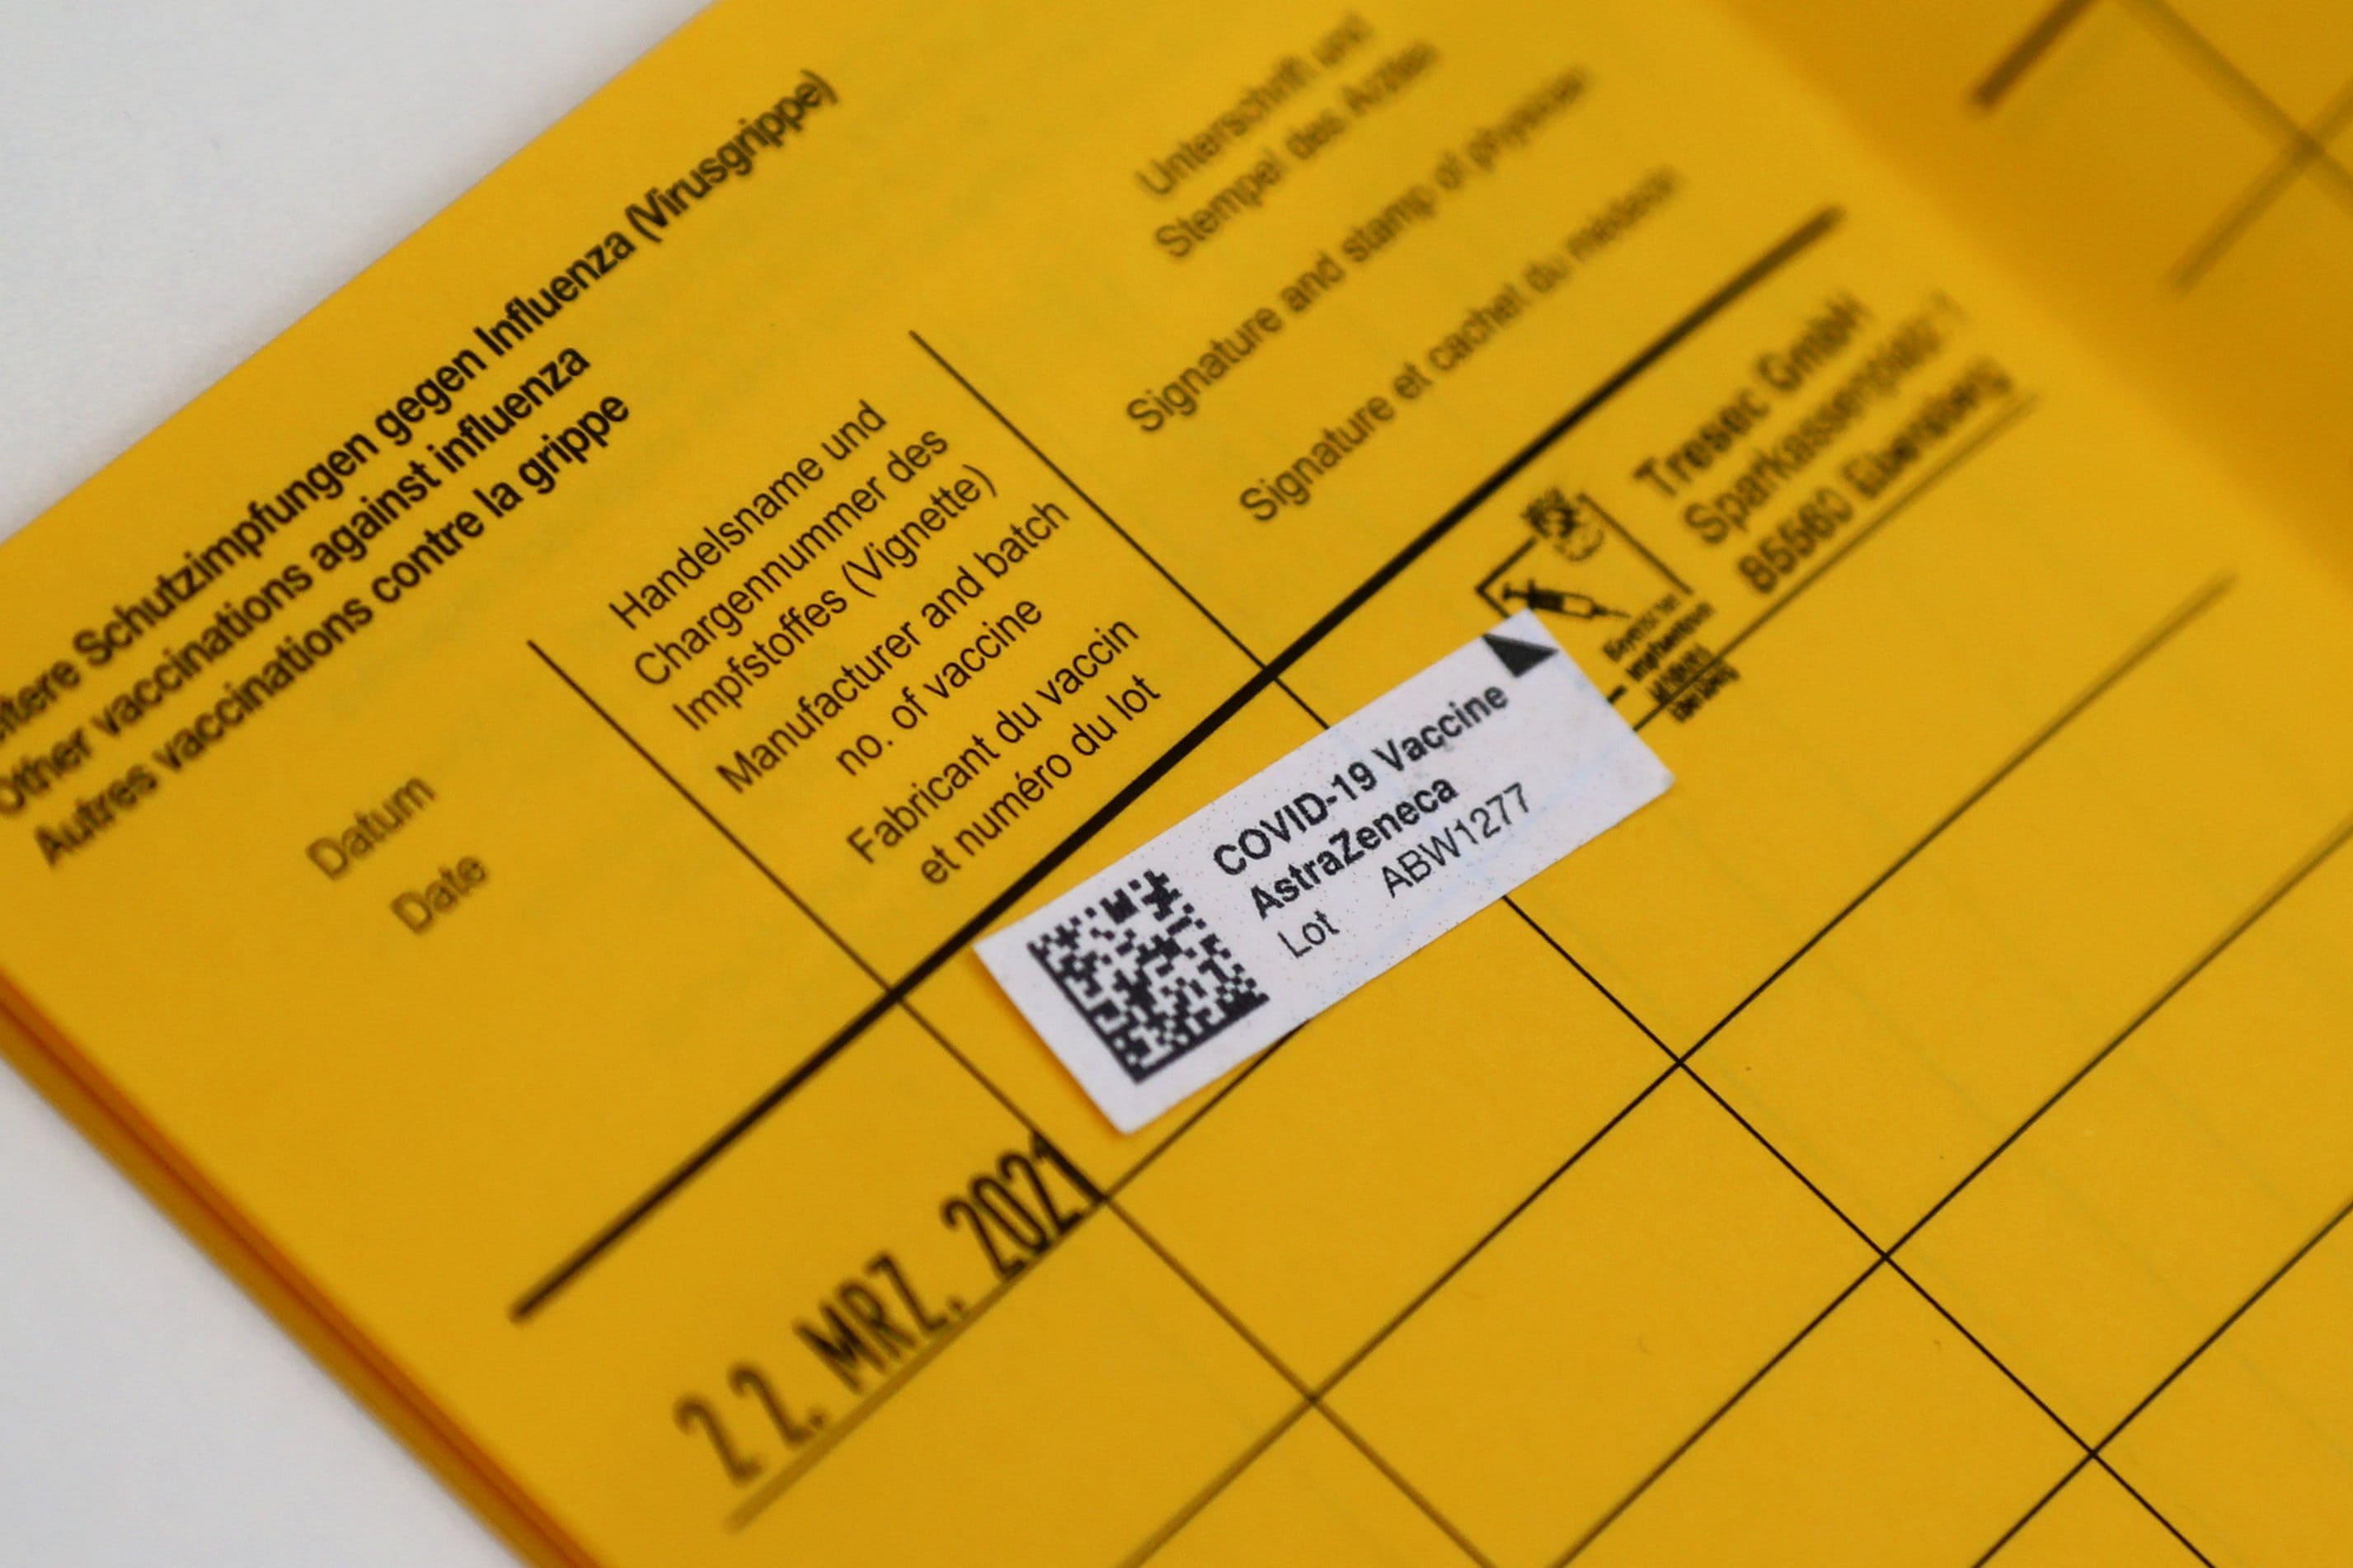 Schutzimpfungen gegen Influenza (Virusgrippe)
Other vaccinations against influenza
Autres vaccinations contre la grippe
Datum
Date
Handelsname und
Chargennummer des
Impfstoffes (Vignette)
Manufacturer and batch
no. of vaccine
Fabricant du vaccin
et numéro du lot
Unterschrift und
Stempel des Arztes
Signature and stamp of physician
Signature et cachet du médecin
22. MRZ. 2021
COVID-19 Vaccine
AstraZeneca
Lot ABW1277
GmbH
Sparkassenplatz 1
85560 Ebersberg